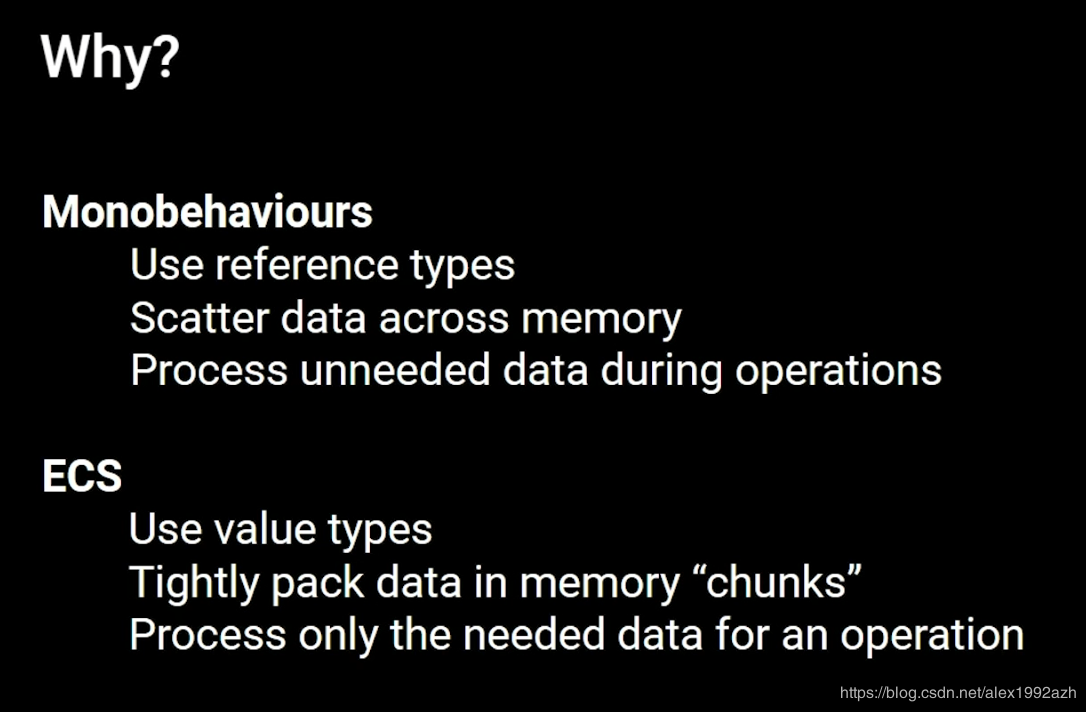 Why?
Monobehaviours
Use reference types
Scatter data across memory
Process unneeded data during operations
ECS
Use value types
Tightly pack data in memory “chunks”
Process only the needed data for an operation
https://blog.csdn.net/alex1992azh